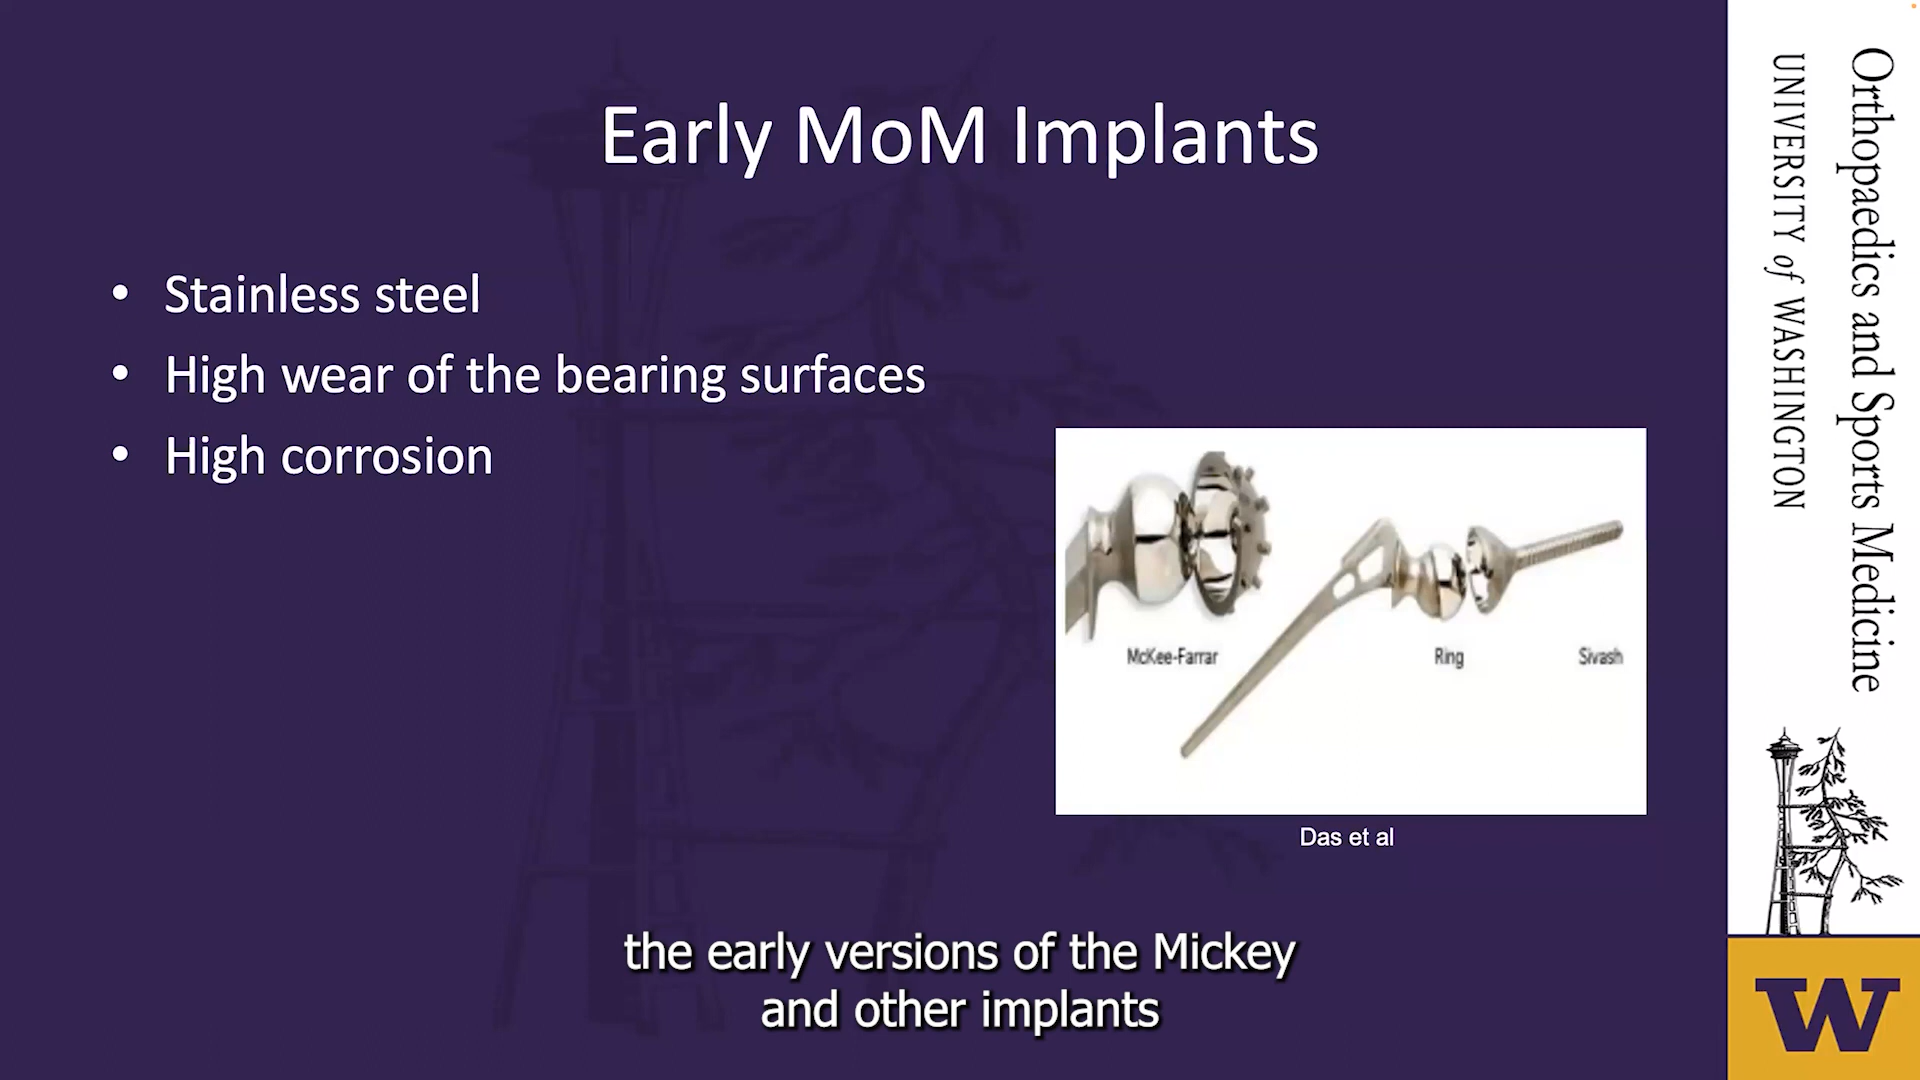 Early MoM Implants
• Stainless steel
• High wear of the bearing surfaces
• High corrosion
McKee-Farrar
Ring
Sivash
Das et al
the early versions of the Mickey
and other implants
Orthopaedics and Sports Medicine
UNIVERSITY of WASHINGTON
W